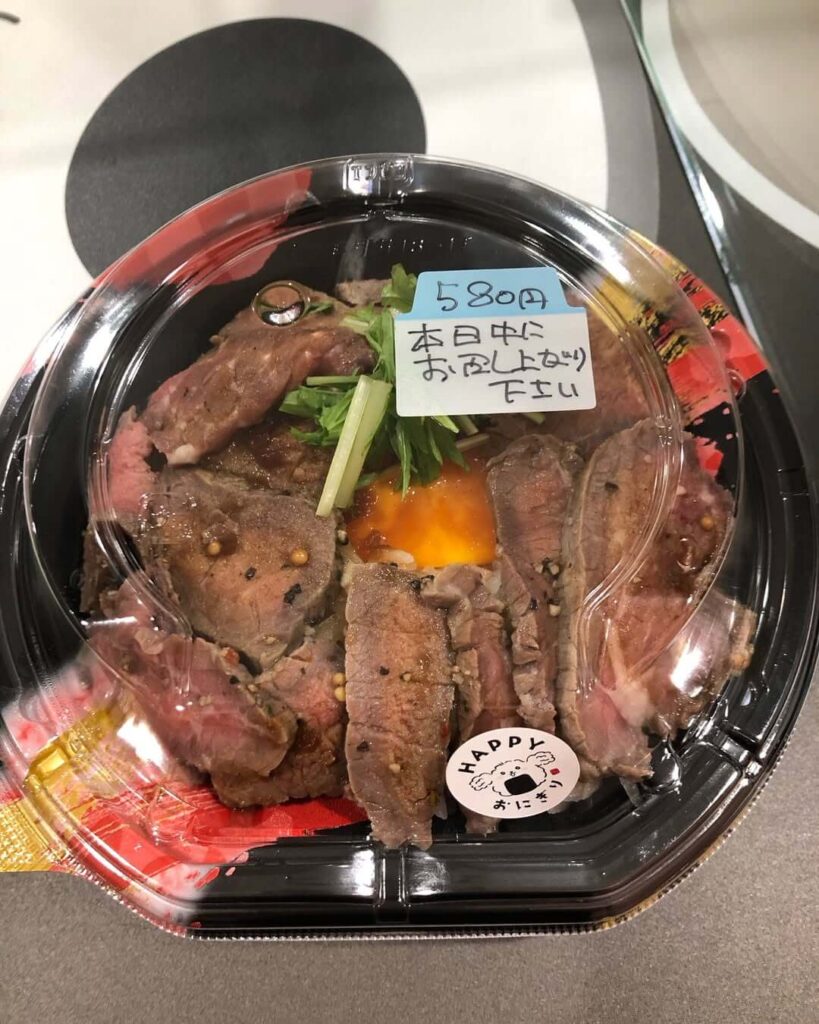 580円
本日中に
お召し上がり
下さい
HAPPY
おにぎり